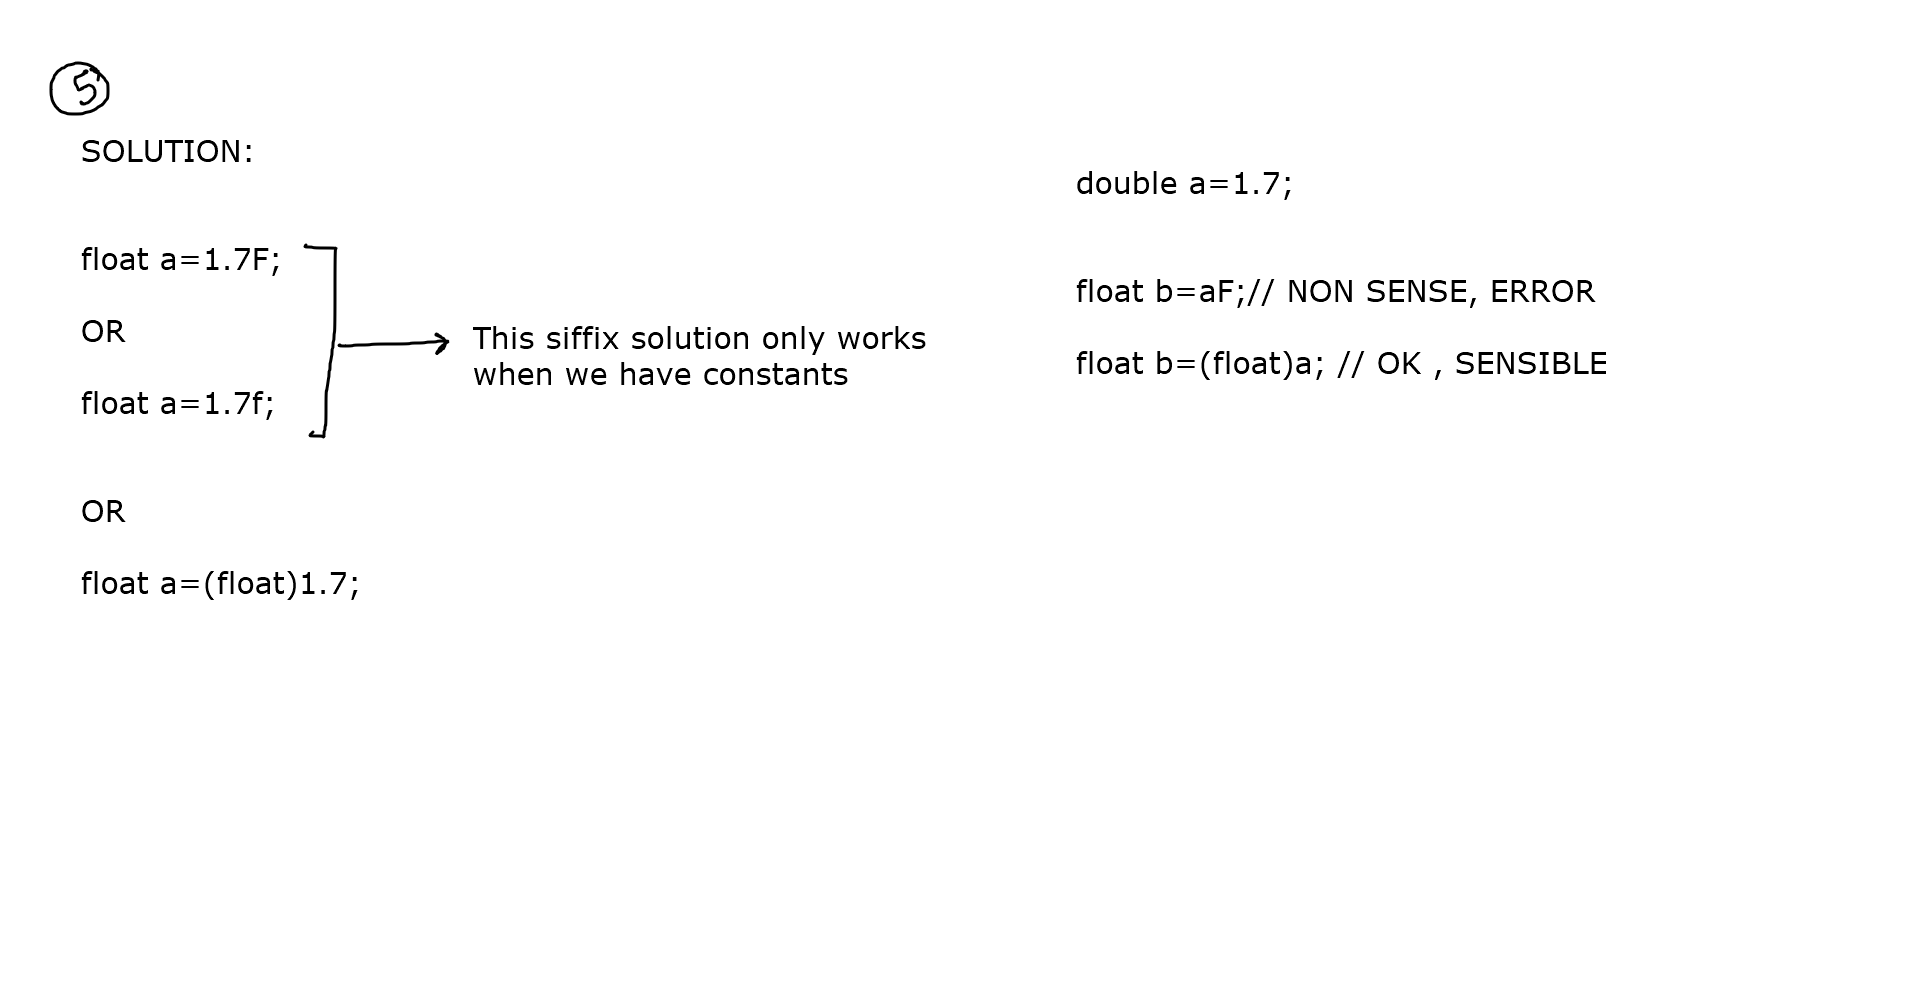 5
SOLUTION:
float a=1.7F;
OR
float a=1.7f;
This siffix solution only works
when we have constants
OR
float a=(float)1.7;
double a=1.7;
float b=aF;// NON SENSE, ERROR
float b=(float)a; // OK , SENSIBLE